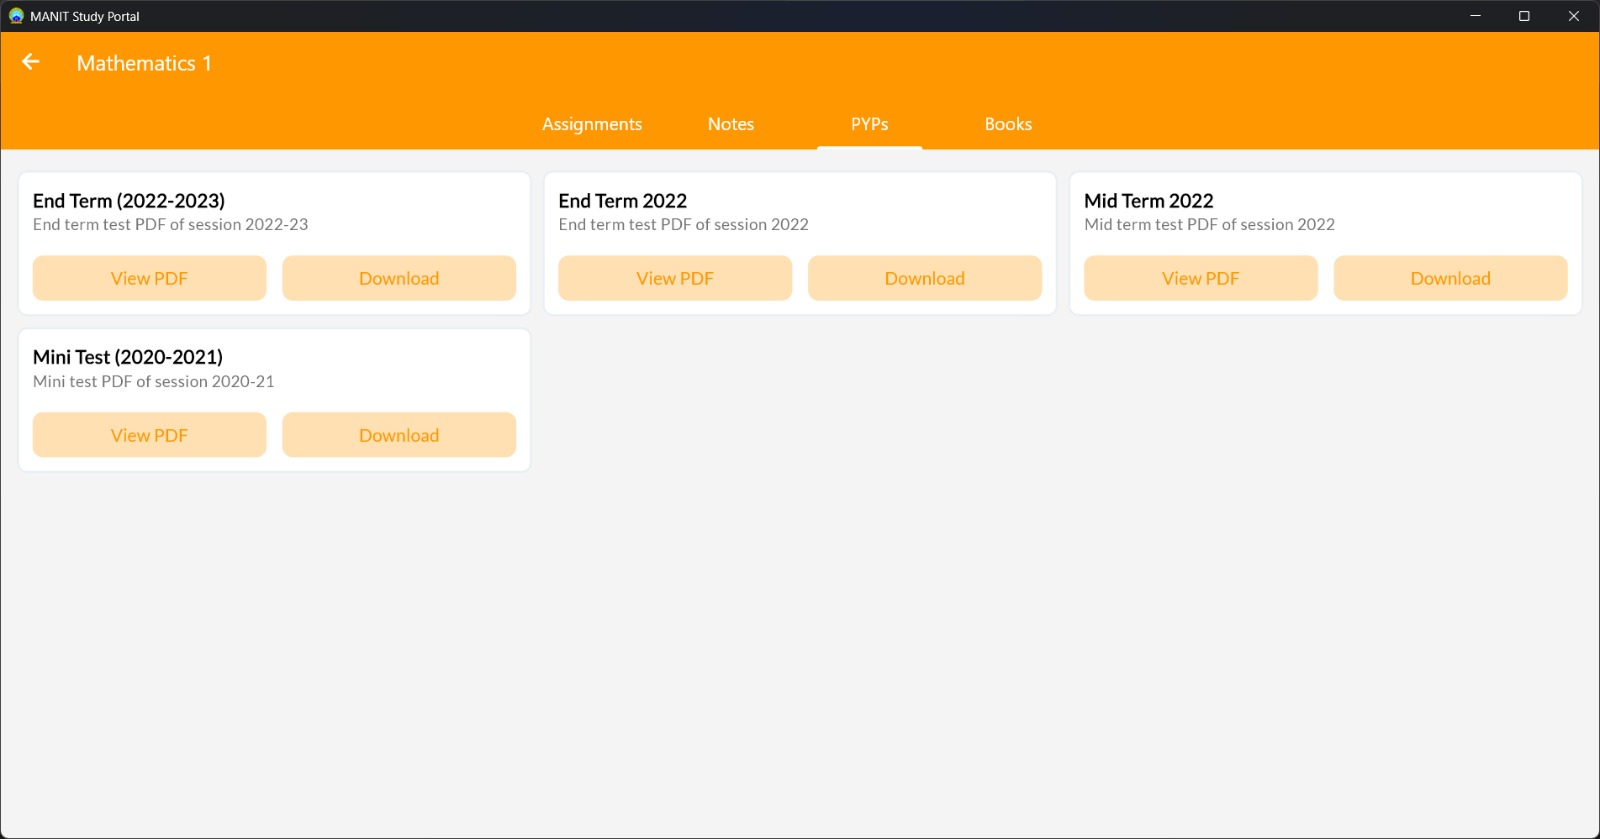 MANIT Study Portal
Mathematics 1
Assignments Notes PYPs Books
End Term (2022-2023)
End term test PDF of session 2022-23
View PDF Download
End Term 2022
End term test PDF of session 2022
View PDF Download
Mid Term 2022
Mid term test PDF of session 2022
View PDF Download
Mini Test (2020-2021)
Mini test PDF of session 2020-21
View PDF Download